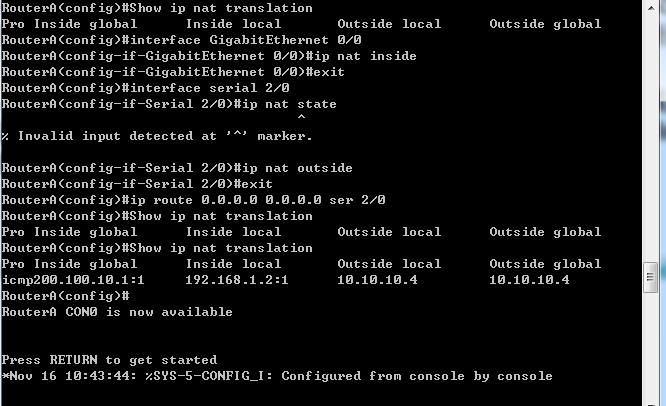 RouterA(config)#Show ip nat translation
Pro Inside global      Inside local       Outside local      Outside global
RouterA(config)#interface GigabitEthernet 0/0
RouterA(config-if-GigabitEthernet 0/0)#ip nat inside
RouterA(config-if-GigabitEthernet 0/0)#exit
RouterA(config)#interface serial 2/0
RouterA(config-if-Serial 2/0)#ip nat state
                                     ^
% Invalid input detected at '^' marker.
RouterA(config-if-Serial 2/0)#ip nat outside
RouterA(config-if-Serial 2/0)#exit
RouterA(config)#ip route 0.0.0.0 0.0.0.0 ser 2/0
RouterA(config)#Show ip nat translation
Pro Inside global      Inside local       Outside local      Outside global
RouterA(config)#Show ip nat translation
Pro Inside global      Inside local       Outside local      Outside global
icmp200.100.10.1:1     192.168.1.2:1      10.10.10.4         10.10.10.4
RouterA(config)#
RouterA CON0 is now available
Press RETURN to get started
*Nov 16 10:43:44: %SYS-5-CONFIG_I: Configured from console by console